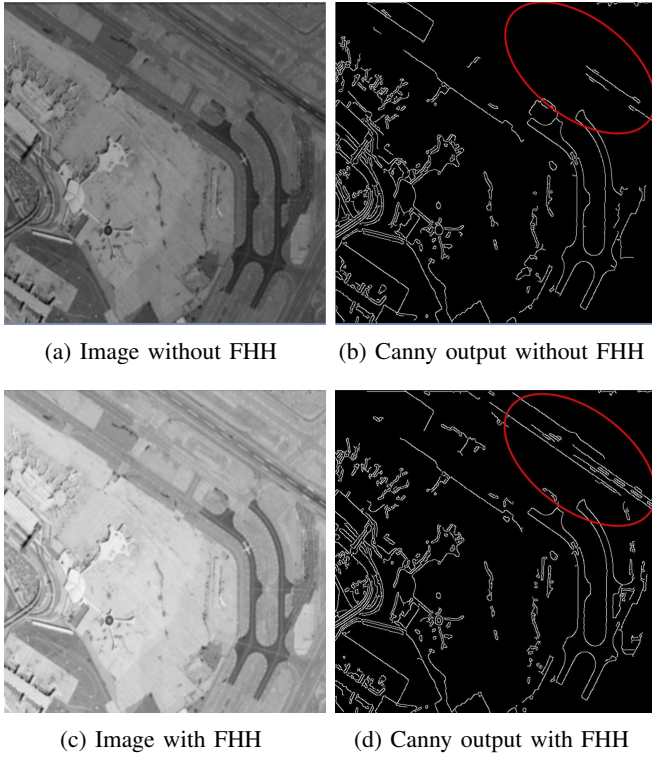 (a) Image without FHH
(b) Canny output without FHH
(c) Image with FHH
(d) Canny output with FHH